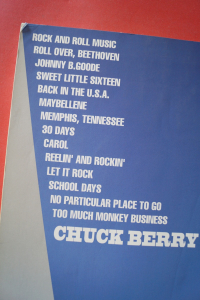 ROCK AND ROLL MUSIC
ROLL OVER, BEETHOVEN
JOHNNY B.GOODE
SWEET LITTLE SIXTEEN
BACK IN THE U.S.A.
MAYBELLENE
MEMPHIS, TENNESSEE
30 DAYS
CAROL
REELIN' AND ROCKIN'
LET IT ROCK
SCHOOL DAYS
NO PARTICULAR PLACE TO GO
TOO MUCH MONKEY BUSINESS
CHUCK BERRY